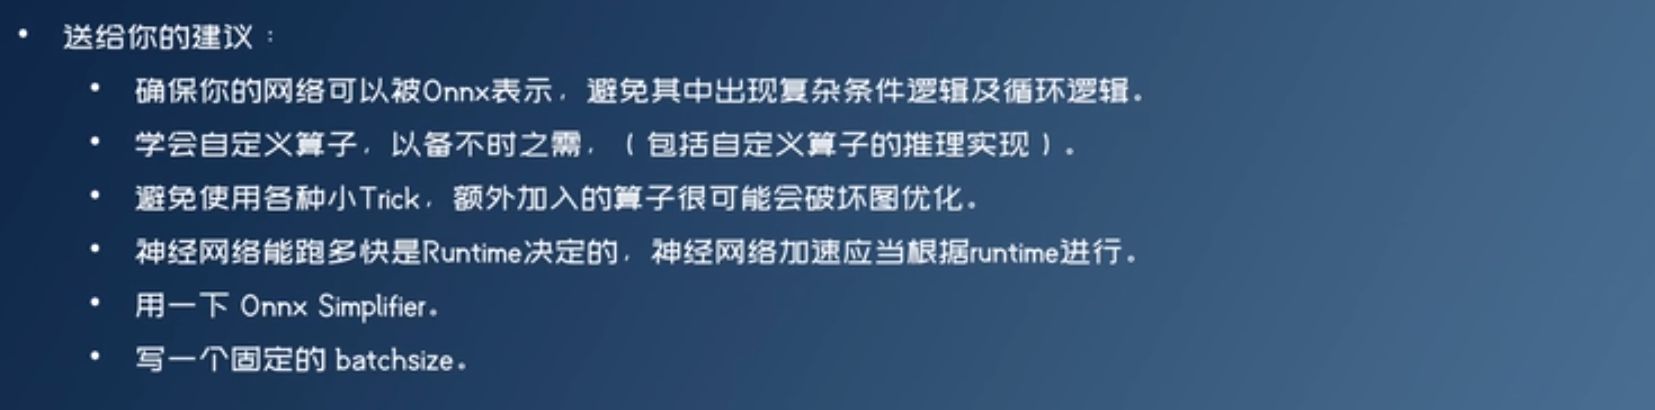 • 送给你的建议：
• 确保你的网络可以被Onnx表示，避免其中出现复杂条件逻辑及循环逻辑。
• 学会自定义算子，以备不时之需，（包括自定义算子的推理实现）。
• 避免使用各种小Trick，额外加入的算子很可能会破坏图优化。
• 神经网络能跑多快是Runtime决定的，神经网络加速应当根据runtime进行。
• 用一下 Onnx Simplifier。
• 写一个固定的 batchsize。